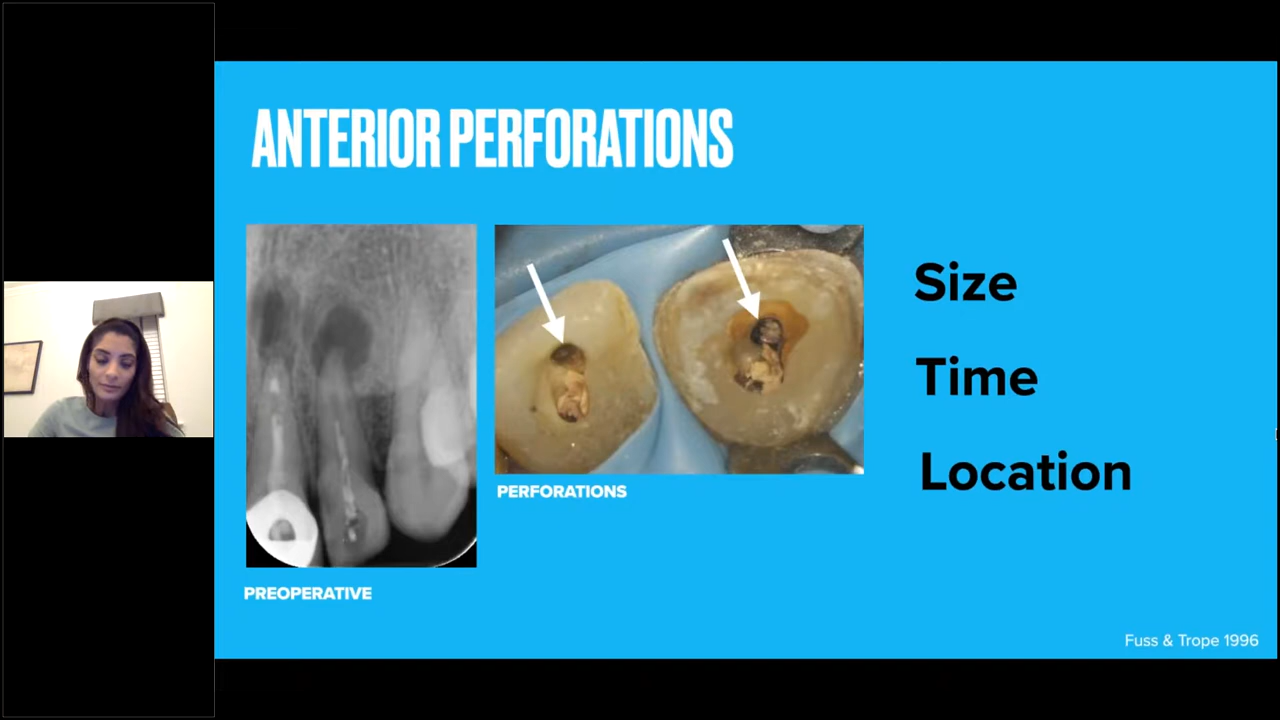 ANTERIOR PERFORATIONS
Size
Time
Location
PERFORATIONS
PREOPERATIVE
Fuss & Trope 1996